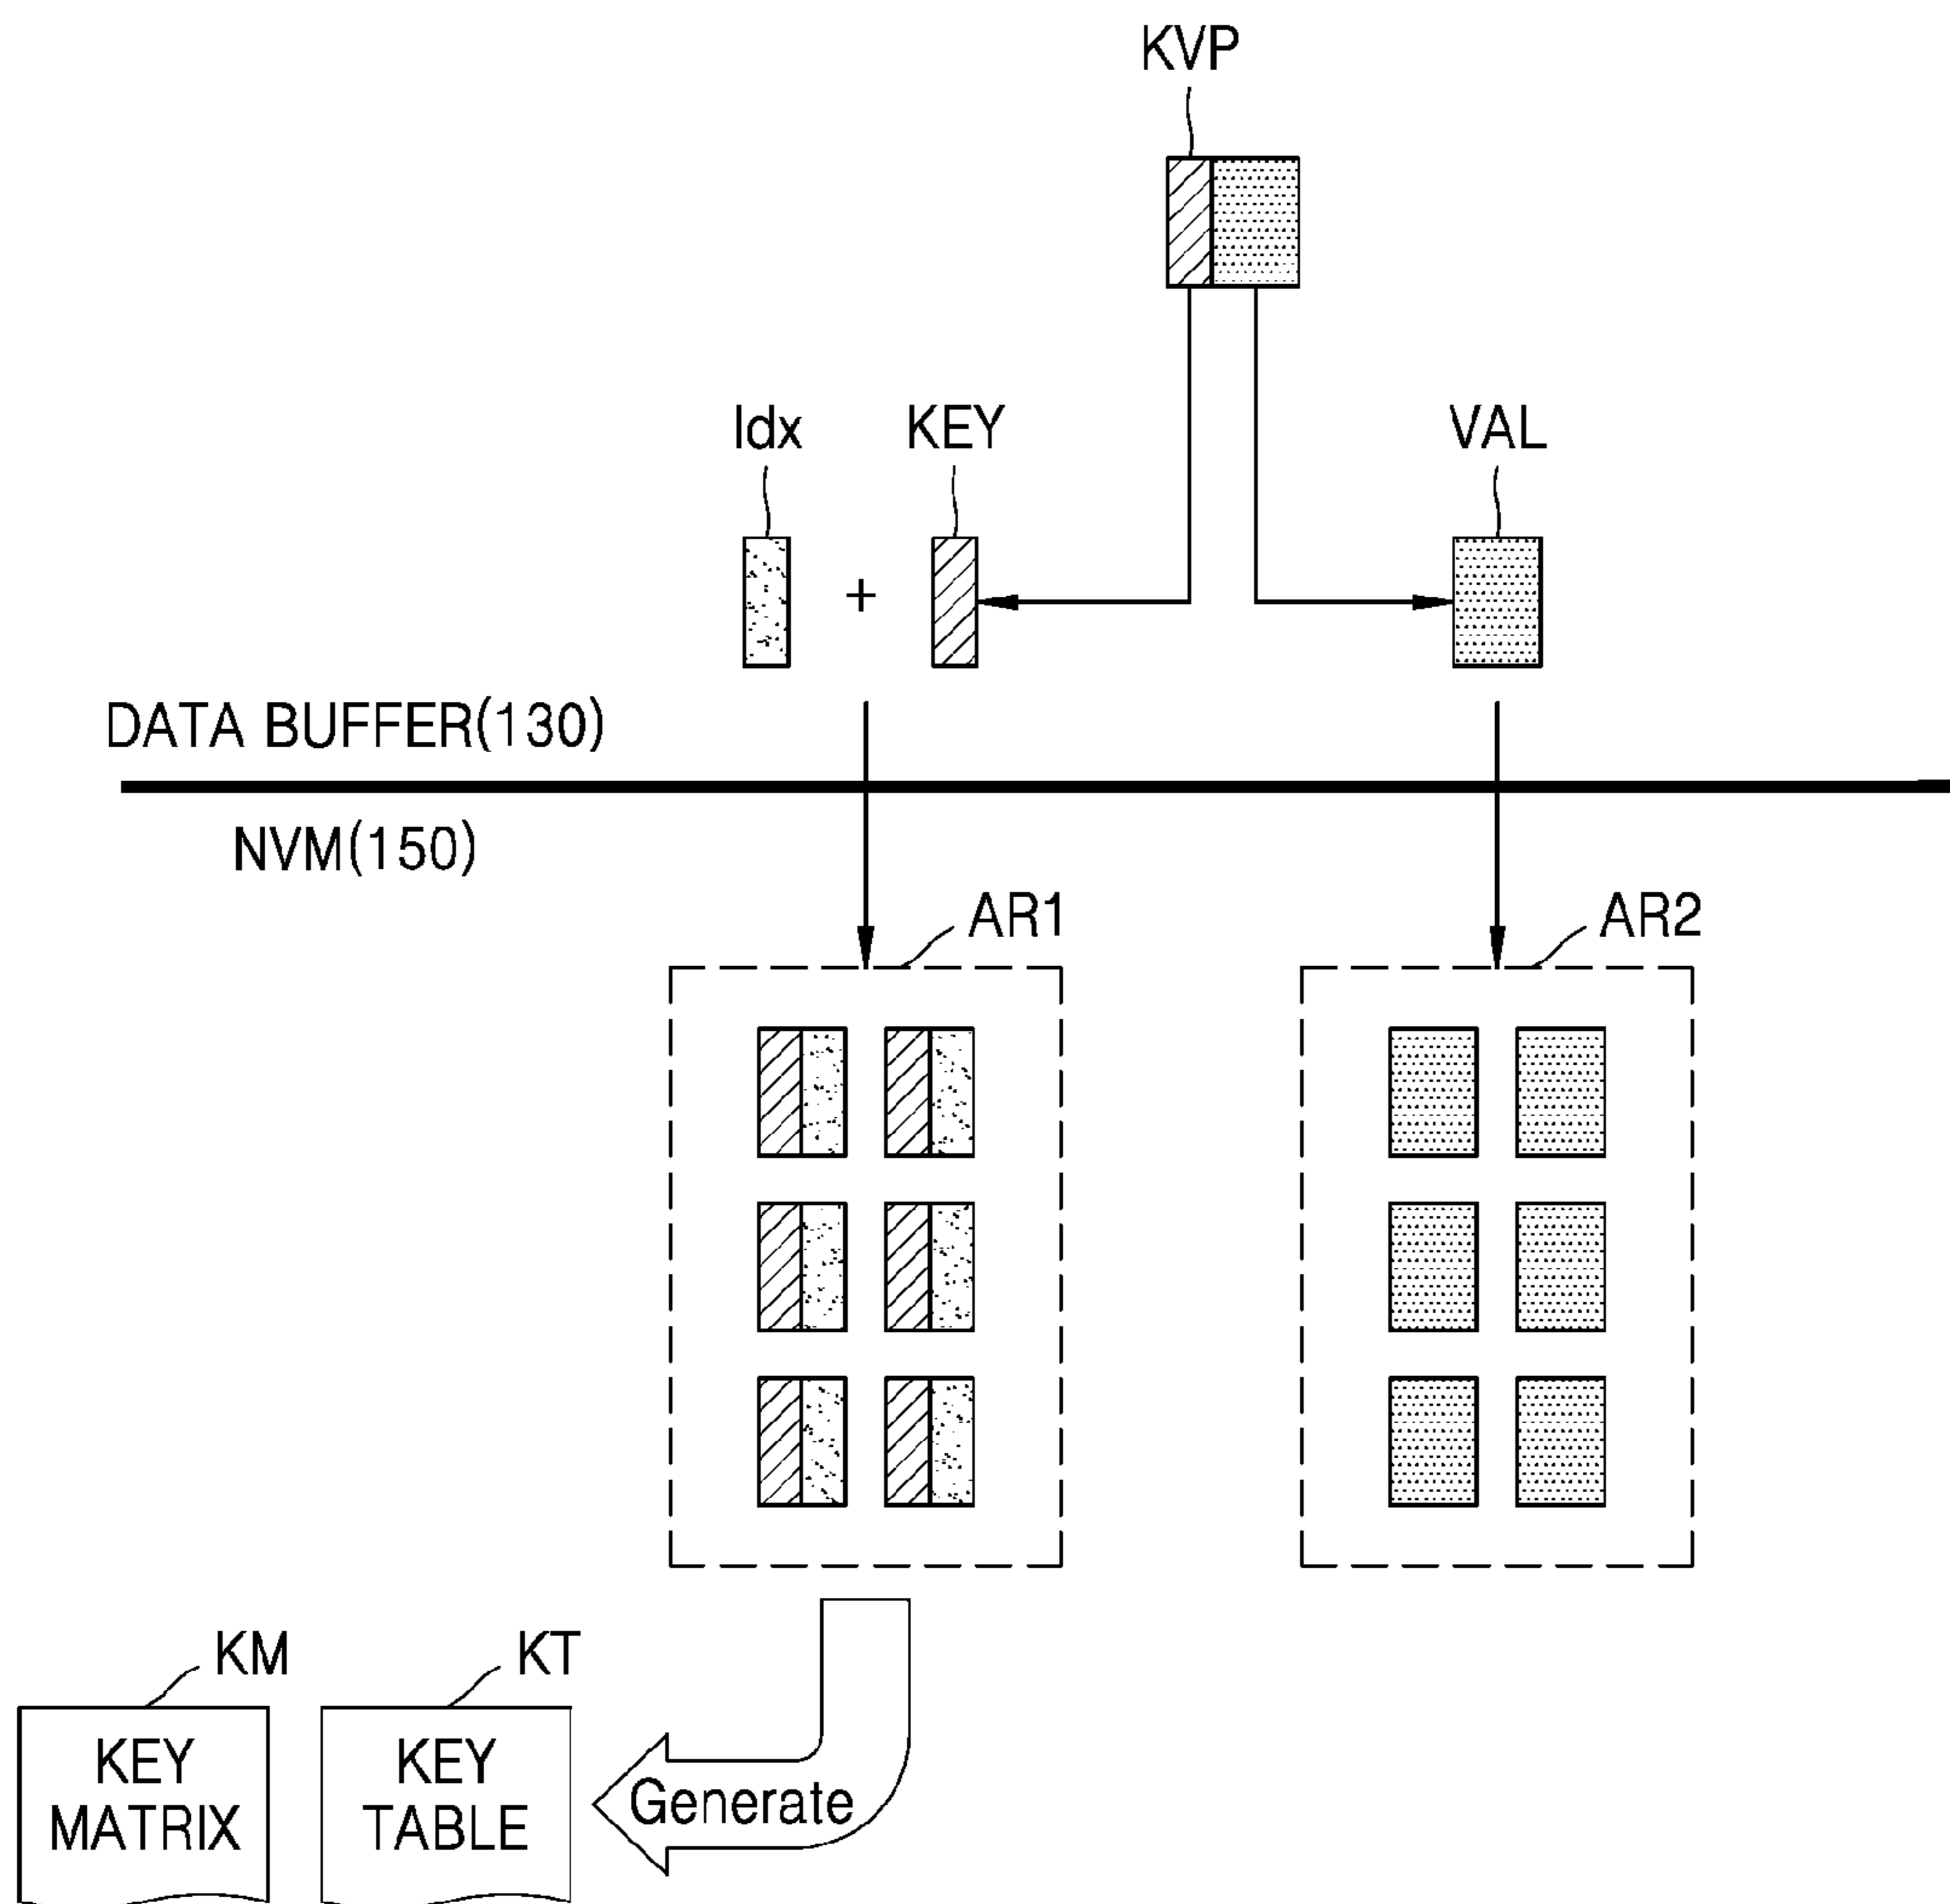 KVP
Idx KEY VAL
+
DATA BUFFER(130)
NVM(150)
AR1 AR2
KM KT
KEY MATRIX
KEY TABLE
Generate